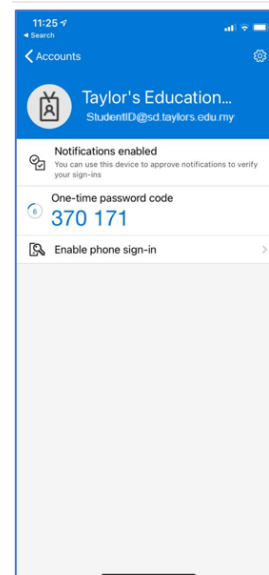 11:25
Search
Accounts
Taylor's Education...
StudentID@sd.taylors.edu.my
Notifications enabled
You can use this device to approve notifications to verify
your sign-ins
One-time password code
6
370 171
Enable phone sign-in